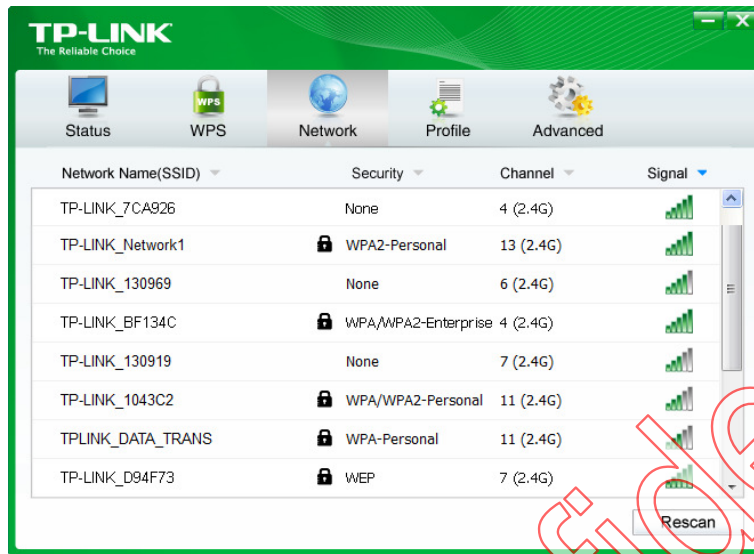 TP-LINK
The Reliable Choice
Status WPS Network Profile Advanced
Network Name(SSID) Security Channel Signal
TP-LINK_7CA926 None 4 (2.4G)
TP-LINK_Network1 WPA2-Personal 13 (2.4G)
TP-LINK_130969 None 6 (2.4G)
TP-LINK_BF134C WPA/WPA2-Enterprise 4 (2.4G)
TP-LINK_130919 None 7 (2.4G)
TP-LINK_1043C2 WPA/WPA2-Personal 11 (2.4G)
TPLINK_DATA_TRANS WPA-Personal 11 (2.4G)
TP-LINK_D94F73 WEP 7 (2.4G)
Rescan